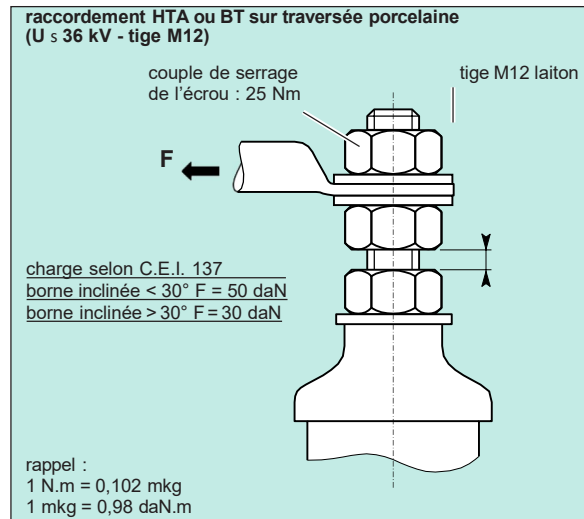 raccordement HTA ou BT sur traversée porcelaine
(U s 36 kV - tige M12)
couple de serrage
de l'écrou : 25 Nm
tige M12 laiton
F
charge selon C.E.I. 137
borne inclinée < 30° F = 50 daN
borne inclinée > 30° F = 30 daN
rappel :
1 N.m = 0,102 mkg
1 mkg = 0,98 daN.m